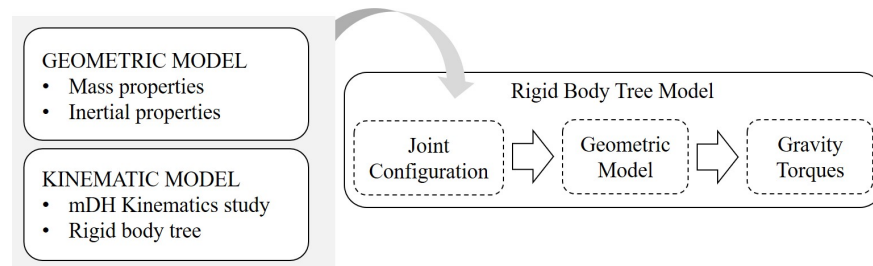 GEOMETRIC MODEL
• Mass properties
• Inertial properties
KINEMATIC MODEL
• mDH Kinematics study
• Rigid body tree
Rigid Body Tree Model
Joint
Configuration
Geometric
Model
Gravity
Torques